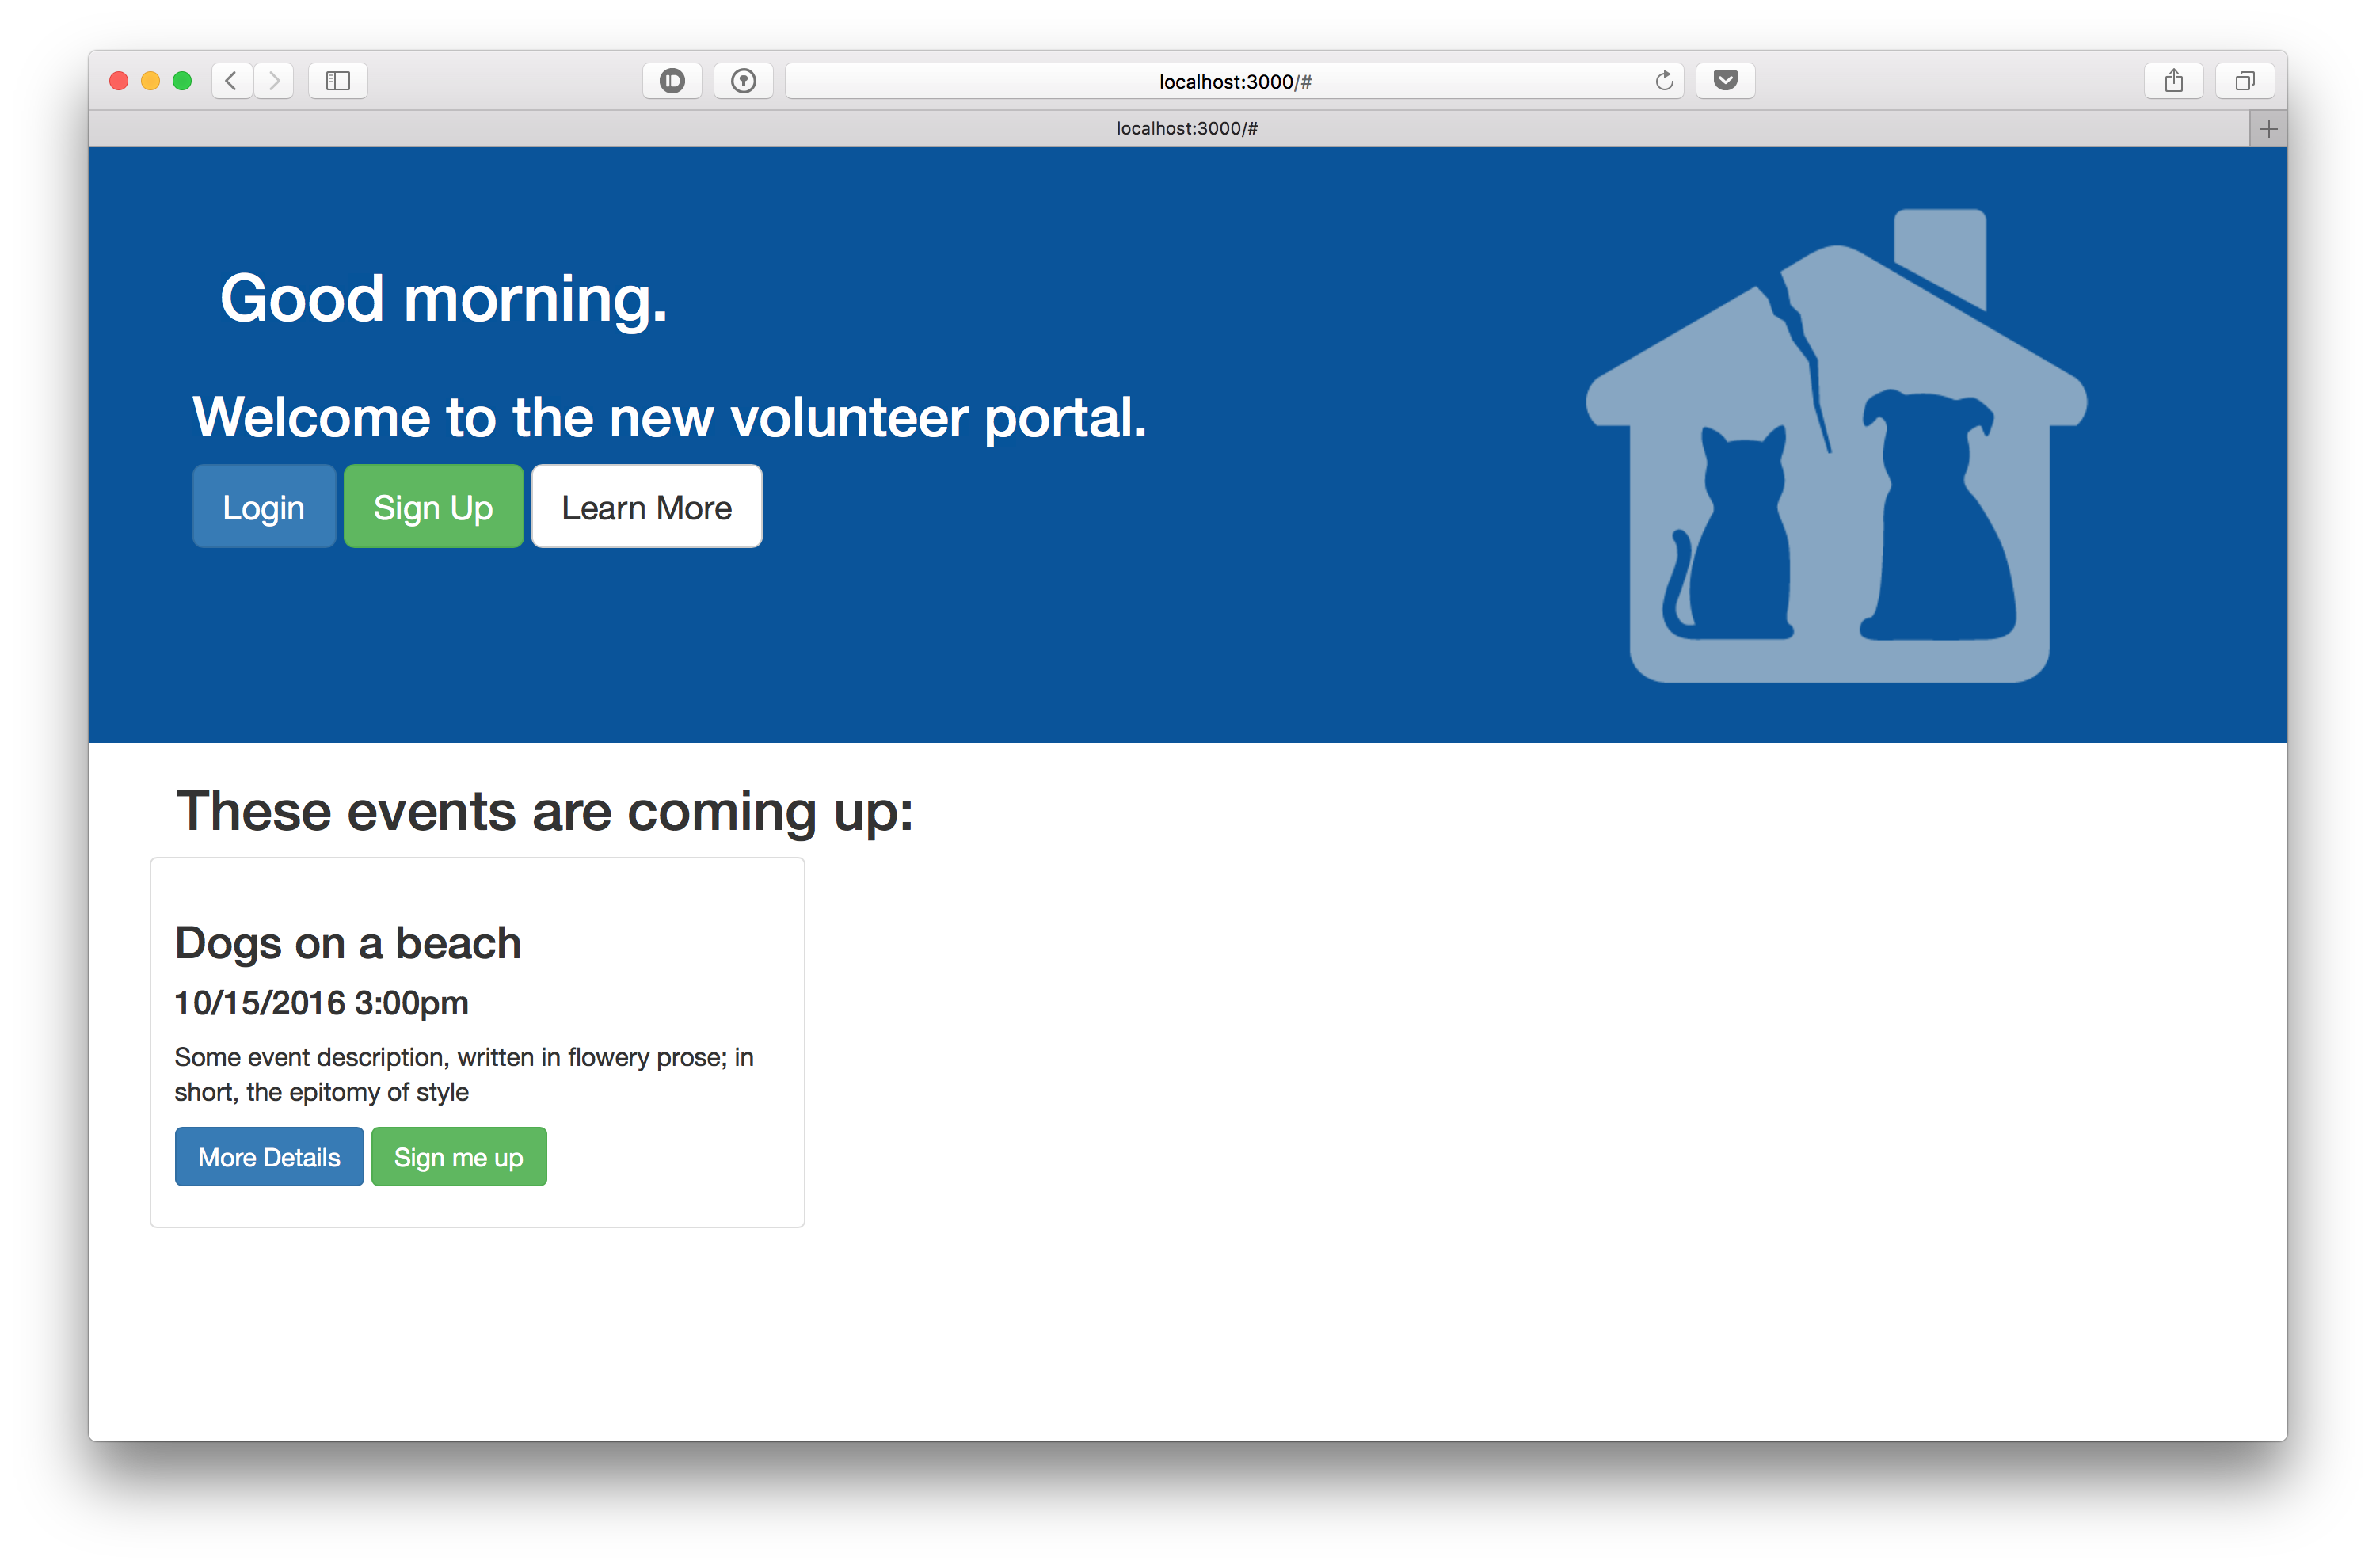 localhost:3000/#
localhost:3000/#
Good morning.
Welcome to the new volunteer portal.
Login Sign Up Learn More
These events are coming up:
Dogs on a beach
10/15/2016 3:00pm
Some event description, written in flowery prose; in
short, the epitomy of style
More Details Sign me up